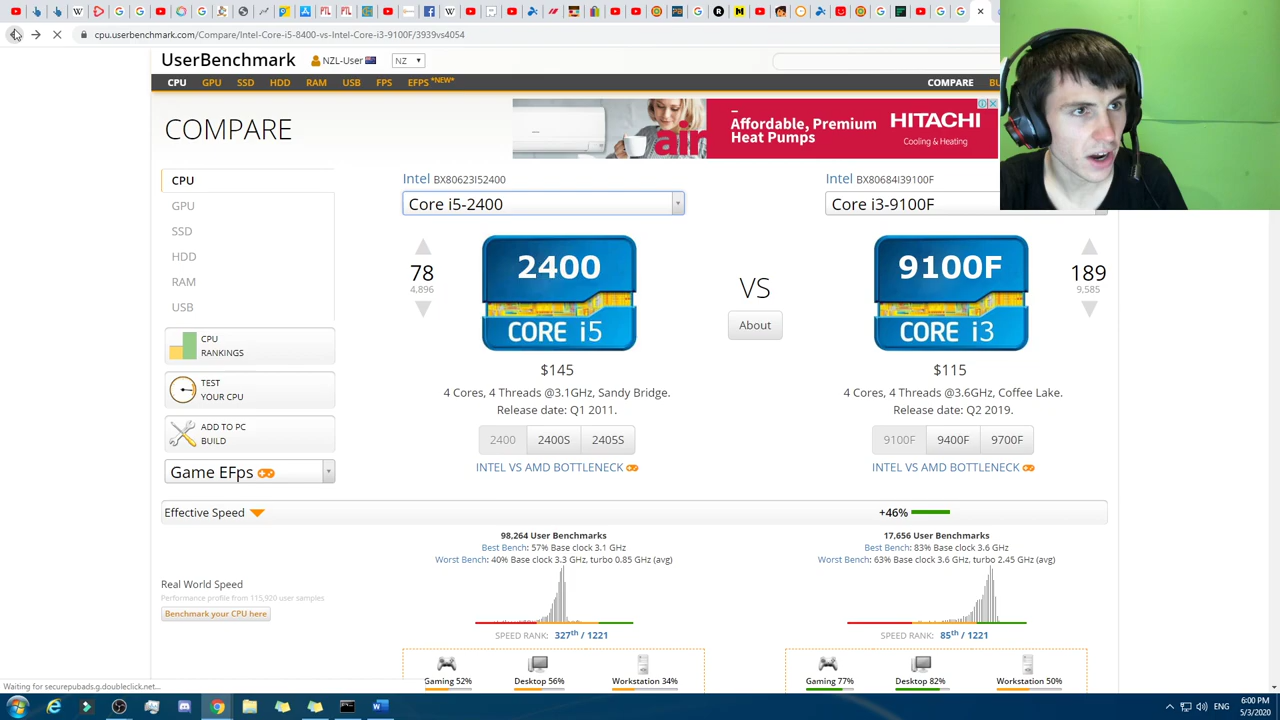 cpu.userbenchmark.com/Compare/Intel-Core-i5-8400-vs-Intel-Core-i3-9100F/3939vs4054
UserBenchmark
NZL-User
NZ
CPU GPU SSD HDD RAM USB FPS EFPS *NEW*
COMPARE
COMPARE
air
Affordable, Premium
Heat Pumps
HITACHI
Cooling & Heating
CPU
GPU
SSD
HDD
RAM
USB
CPU
RANKINGS
TEST
YOUR CPU
ADD TO PC
BUILD
Game EFps
Intel BX80623I52400
Core i5-2400
78
4,896
2400
CORE i5
$145
4 Cores, 4 Threads @3.1GHz, Sandy Bridge.
Release date: Q1 2011.
2400 2400S 2405S
INTEL VS AMD BOTTLENECK
VS
About
Intel BX80684I39100F
Core i3-9100F
189
9,585
9100F
CORE i3
$115
4 Cores, 4 Threads @3.6GHz, Coffee Lake.
Release date: Q2 2019.
9100F 9400F 9700F
INTEL VS AMD BOTTLENECK
Effective Speed
+46%
Real World Speed
Performance profile from 115,920 user samples
Benchmark your CPU here
98,264 User Benchmarks
Best Bench: 57% Base clock 3.1 GHz
Worst Bench: 40% Base clock 3.3 GHz, turbo 0.85 GHz (avg)
SPEED RANK: 327th / 1221
Gaming 52% Desktop 56% Workstation 34%
17,656 User Benchmarks
Best Bench: 83% Base clock 3.6 GHz
Worst Bench: 63% Base clock 3.6 GHz, turbo 2.45 GHz (avg)
SPEED RANK: 85th / 1221
Gaming 77% Desktop 82% Workstation 50%
Waiting for securepubads.g.doubleclick.net...
ENG
6:00 PM
5/3/2020